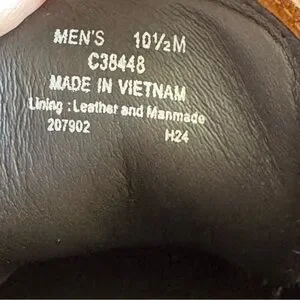 MEN'S 10½M
C38448
MADE IN VIETNAM
Lining : Leather and Manmade
207902 H24